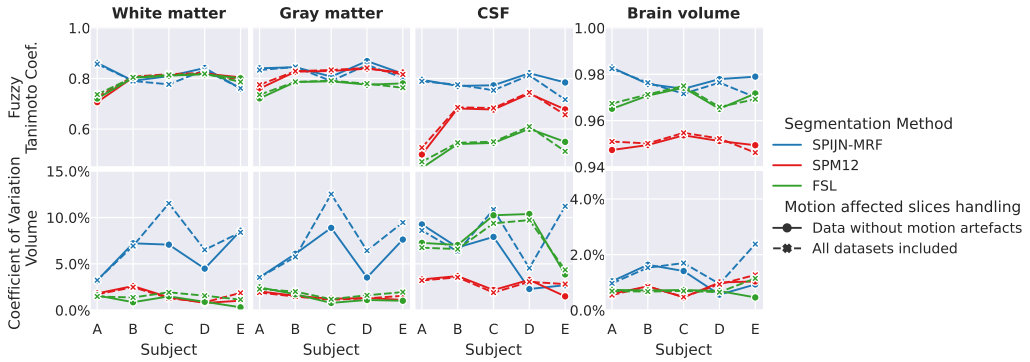 White matter Gray matter CSF Brain volume
Fuzzy
Tanimoto Coef.
1.0
0.8
0.6
1.00
0.98
0.96
0.94
Coefficient of Variation
Volume
15.0%
10.0%
5.0%
0.0%
4.0%
2.0%
0.0%
A B C D E A B C D E A B C D E A B C D E
Subject Subject Subject Subject
Segmentation Method
SPIJN-MRF
SPM12
FSL
Motion affected slices handling
Data without motion artefacts
All datasets included